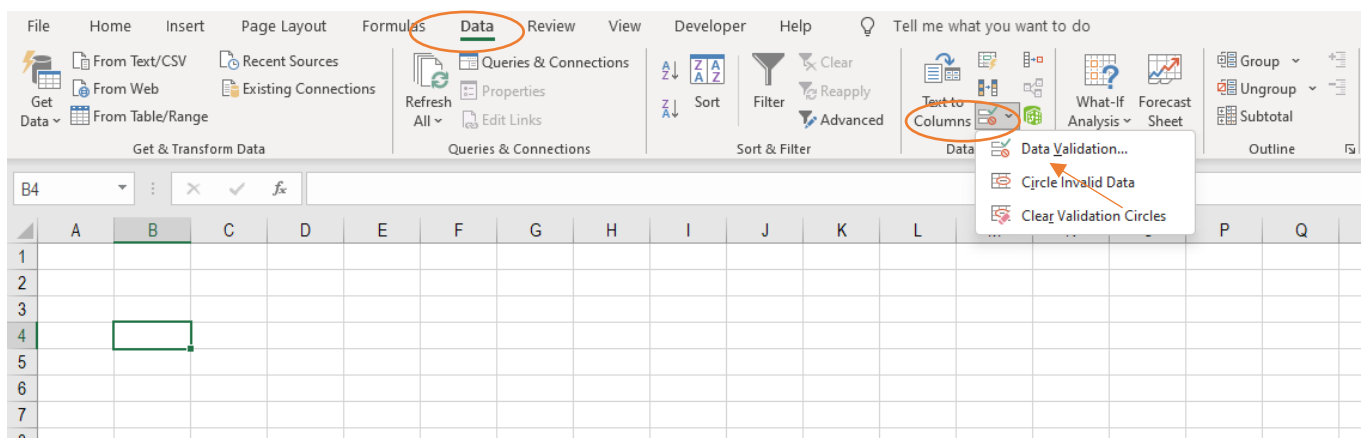 File Home Insert Page Layout Formulas Data Review View Developer Help Tell me what you want to do
Get Data
From Text/CSV
From Web
From Table/Range
Recent Sources
Existing Connections
Get & Transform Data
Refresh All
Queries & Connections
Properties
Edit Links
Queries & Connections
Sort
Filter
Clear
Reapply
Advanced
Sort & Filter
Text to Columns
Data
What-If Analysis
Forecast Sheet
Group
Ungroup
Subtotal
Outline
Data Validation...
Circle Invalid Data
Clear Validation Circles
B4
fx
A B C D E F G H I J K L P Q
1
2
3
4
5
6
7